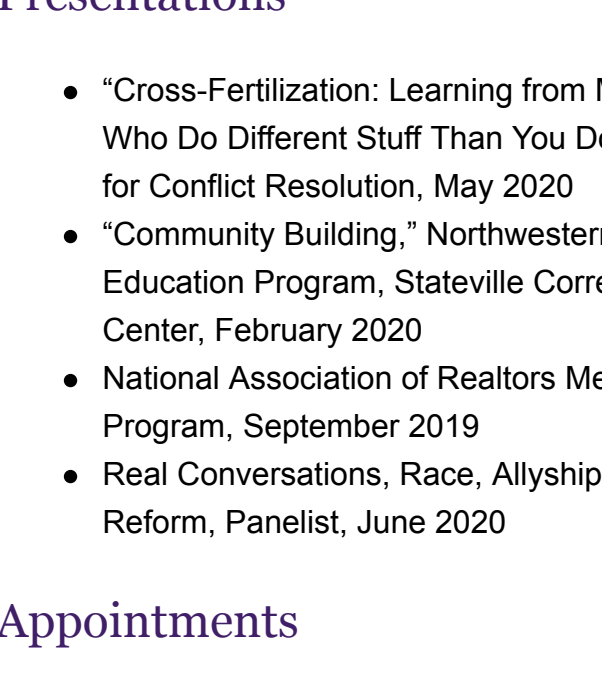 Presentations
“Cross-Fertilization: Learning from
Who Do Different Stuff Than You
for Conflict Resolution, May 2020
“Community Building,” Northwestern
Education Program, Stateville
Center, February 2020
National Association of Realtors
Program, September 2019
Real Conversations, Race, Allyship
Reform, Panelist, June 2020
Appointments